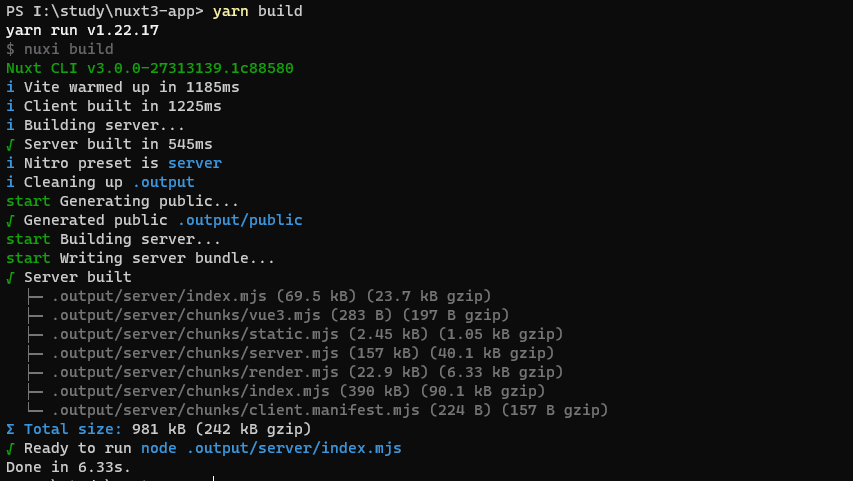 PS I:\study\nuxt3-app> yarn build
yarn run v1.22.17
$ nuxi build
Nuxt CLI v3.0.0-27313139.1c88580
i Vite warmed up in 1185ms
i Client built in 1225ms
i Building server...
√ Server built in 545ms
i Nitro preset is server
i Cleaning up .output
start Generating public...
√ Generated public .output/public
start Building server...
start Writing server bundle...
√ Server built
├─ .output/server/index.mjs (69.5 kB) (23.7 kB gzip)
├─ .output/server/chunks/vue3.mjs (283 B) (197 B gzip)
├─ .output/server/chunks/static.mjs (2.45 kB) (1.05 kB gzip)
├─ .output/server/chunks/server.mjs (157 kB) (40.1 kB gzip)
├─ .output/server/chunks/render.mjs (22.9 kB) (6.33 kB gzip)
├─ .output/server/chunks/index.mjs (390 kB) (90.1 kB gzip)
└─ .output/server/chunks/client.manifest.mjs (224 B) (157 B gzip)
Σ Total size: 981 kB (242 kB gzip)
√ Ready to run node .output/server/index.mjs
Done in 6.33s.